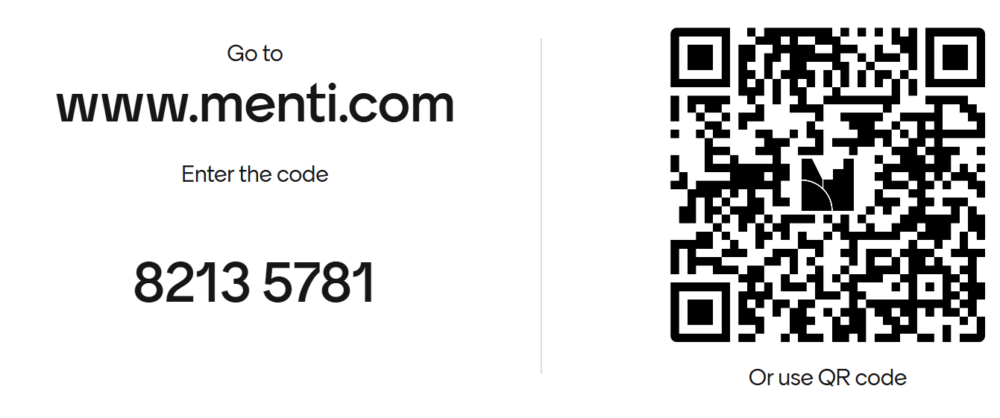 Go to
www.menti.com
Enter the code
8213 5781
Or use QR code